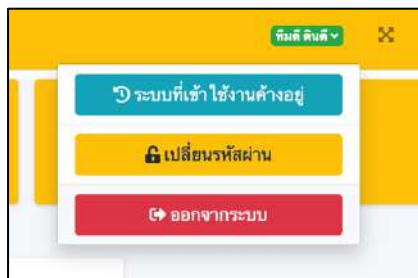 ทีมดี ดินดี
ระบบที่เข้าใช้งานค้างอยู่
เปลี่ยนรหัสผ่าน
ออกจากระบบ